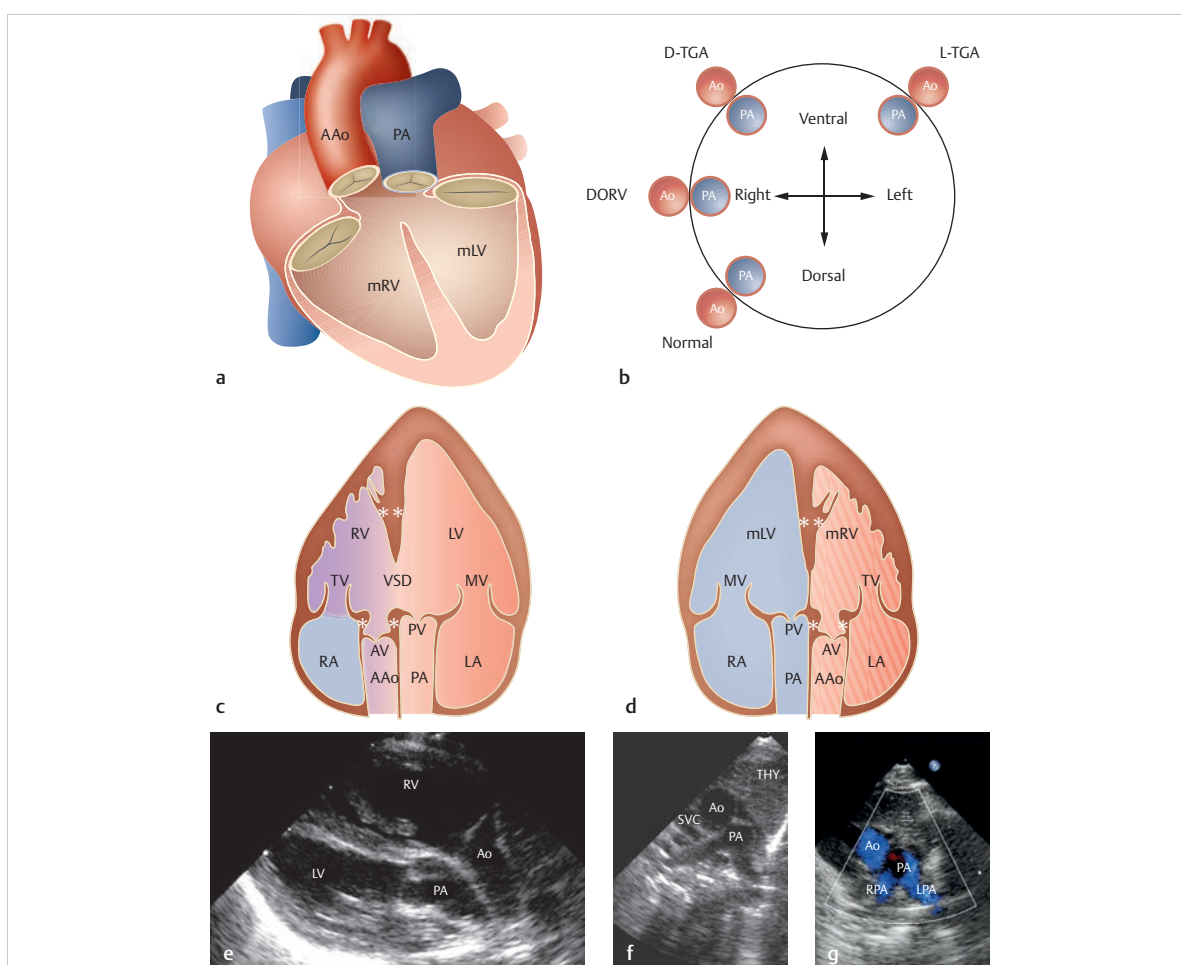 AAo
PA
mLV
mRV
a
D-TGA
L-TGA
Ao
PA
Ventral
PA
Ao
DORV
Ao
PA
Right
Left
PA
Dorsal
Ao
Normal
b
**
RV
LV
TV
VSD
MV
*
*
PV
RA
AV
LA
AAo
PA
c
**
mLV
mRV
MV
TV
PV
*
*
RA
AV
LA
PA
AAo
d
RV
LV
Ao
PA
e
THY
Ao
SVC
PA
f
Ao
PA
RPA
LPA
g